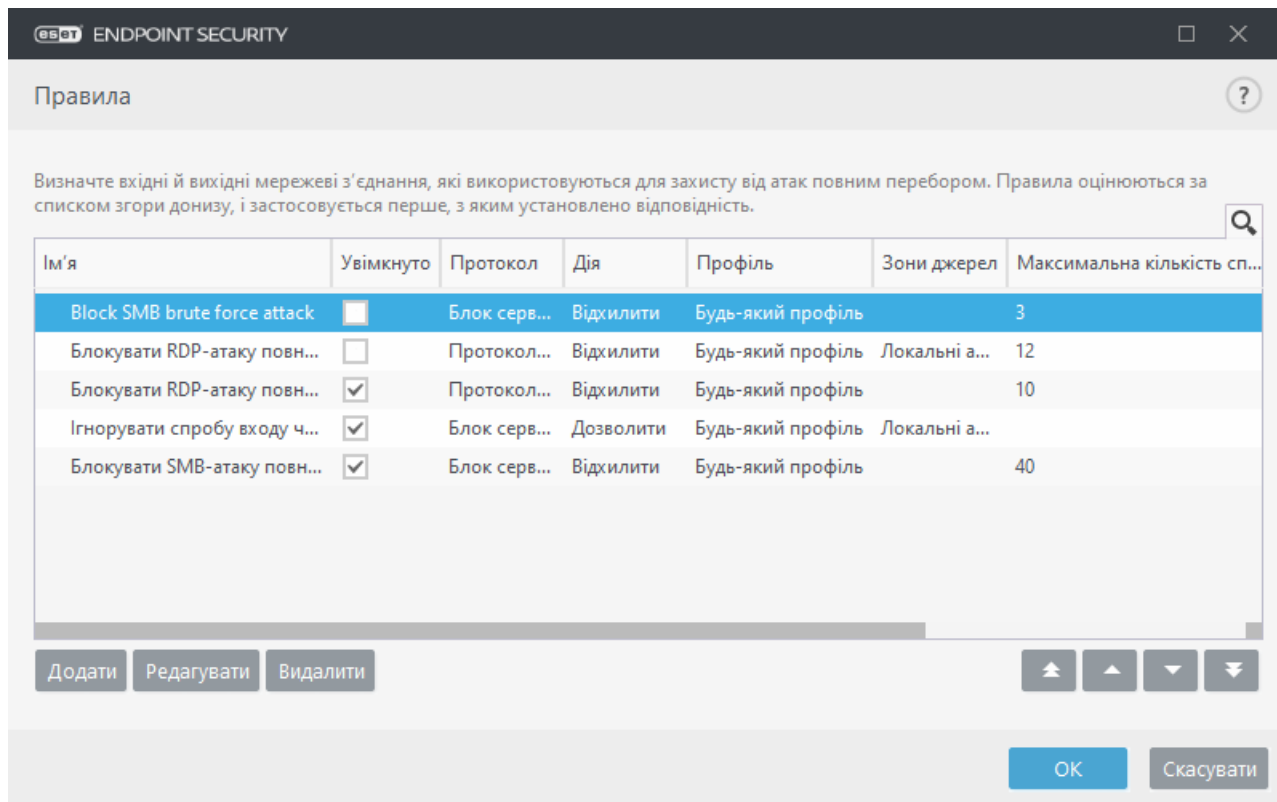 eset ENDPOINT SECURITY
Правила
?
Визначте вхідні й вихідні мережеві з’єднання, які використовуються для захисту від атак повним перебором. Правила оцінюються за
списком згори донизу, і застосовується перше, з яким установлено відповідність.
Ім’я Увімкнуто Протокол Дія Профіль Зони джерел Максимальна кількість сп...
Block SMB brute force attack Блок серв... Відхилити Будь-який профіль 3
Блокувати RDP-атаку повн... Протокол... Відхилити Будь-який профіль Локальні а... 12
Блокувати RDP-атаку повн... Протокол... Відхилити Будь-який профіль 10
Ігнорувати спробу входу ч... Блок серв... Дозволити Будь-який профіль Локальні а...
Блокувати SMB-атаку повн... Блок серв... Відхилити Будь-який профіль 40
Додати Редагувати Видалити
OK Скасувати